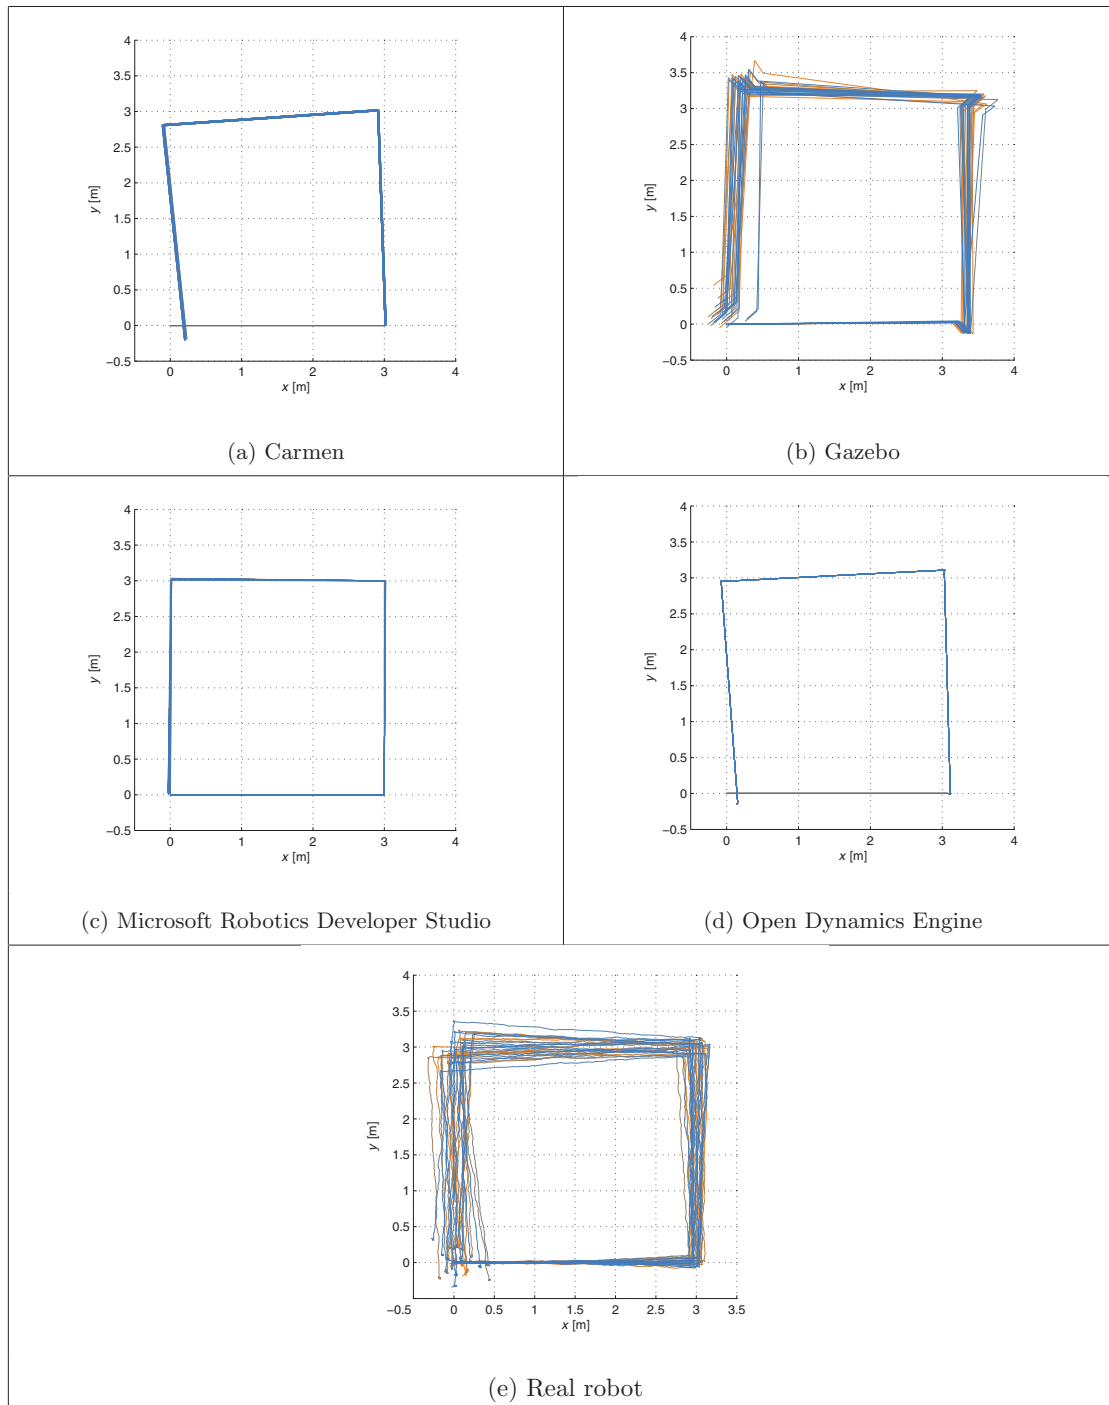 4
3.5
3
2.5
2
1.5
1
0.5
0
−0.5
y [m]
0 1 2 3 4
x [m]
(a) Carmen
4
3.5
3
2.5
2
1.5
1
0.5
0
−0.5
y [m]
0 1 2 3 4
x [m]
(b) Gazebo
4
3.5
3
2.5
2
1.5
1
0.5
0
−0.5
y [m]
0 1 2 3 4
x [m]
(c) Microsoft Robotics Developer Studio
4
3.5
3
2.5
2
1.5
1
0.5
0
−0.5
y [m]
0 1 2 3 4
x [m]
(d) Open Dynamics Engine
4
3.5
3
2.5
2
1.5
1
0.5
0
y [m]
−0.5 0 0.5 1 1.5 2 2.5 3 3.5
x [m]
(e) Real robot